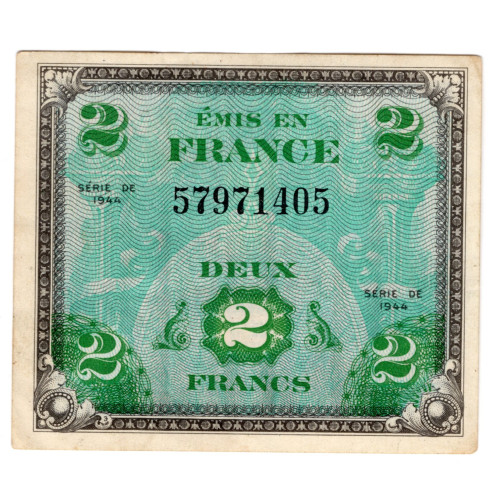 2 ÉMIS EN 2
FRANCE
SÉRIE DE
1944
57971405
DEUX
SÉRIE DE
1944
2 2 2
FRANCS